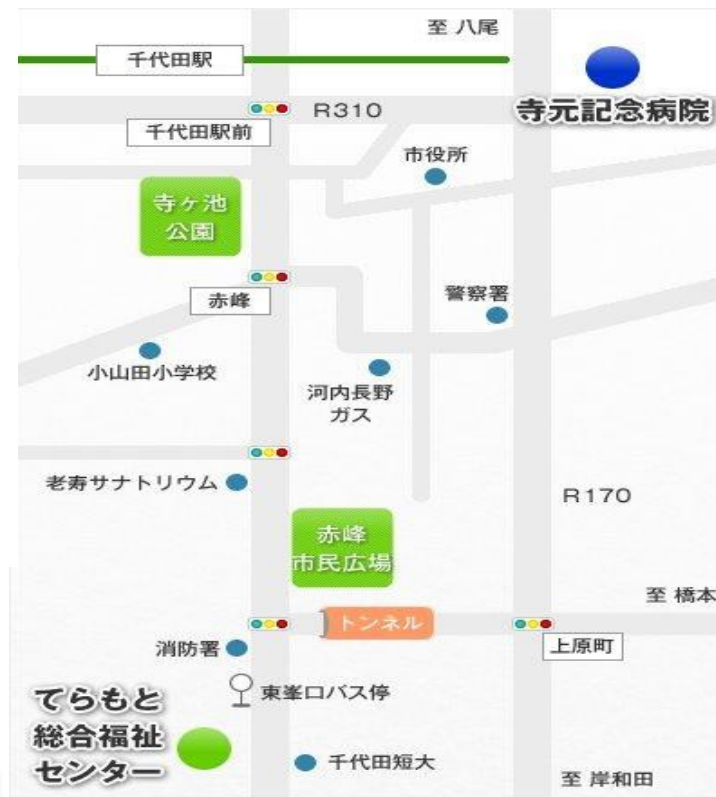 至 八尾
千代田駅
R310
寺元記念病院
千代田駅前
市役所
寺ヶ池
公園
警察署
赤峰
小山田小学校
河内長野
ガス
老寿サナトリウム
R170
赤峰
市民広場
至 橋本
トンネル
消防署
上原町
東峯口バス停
てらもと
総合福祉
センター
千代田短大
至 岸和田